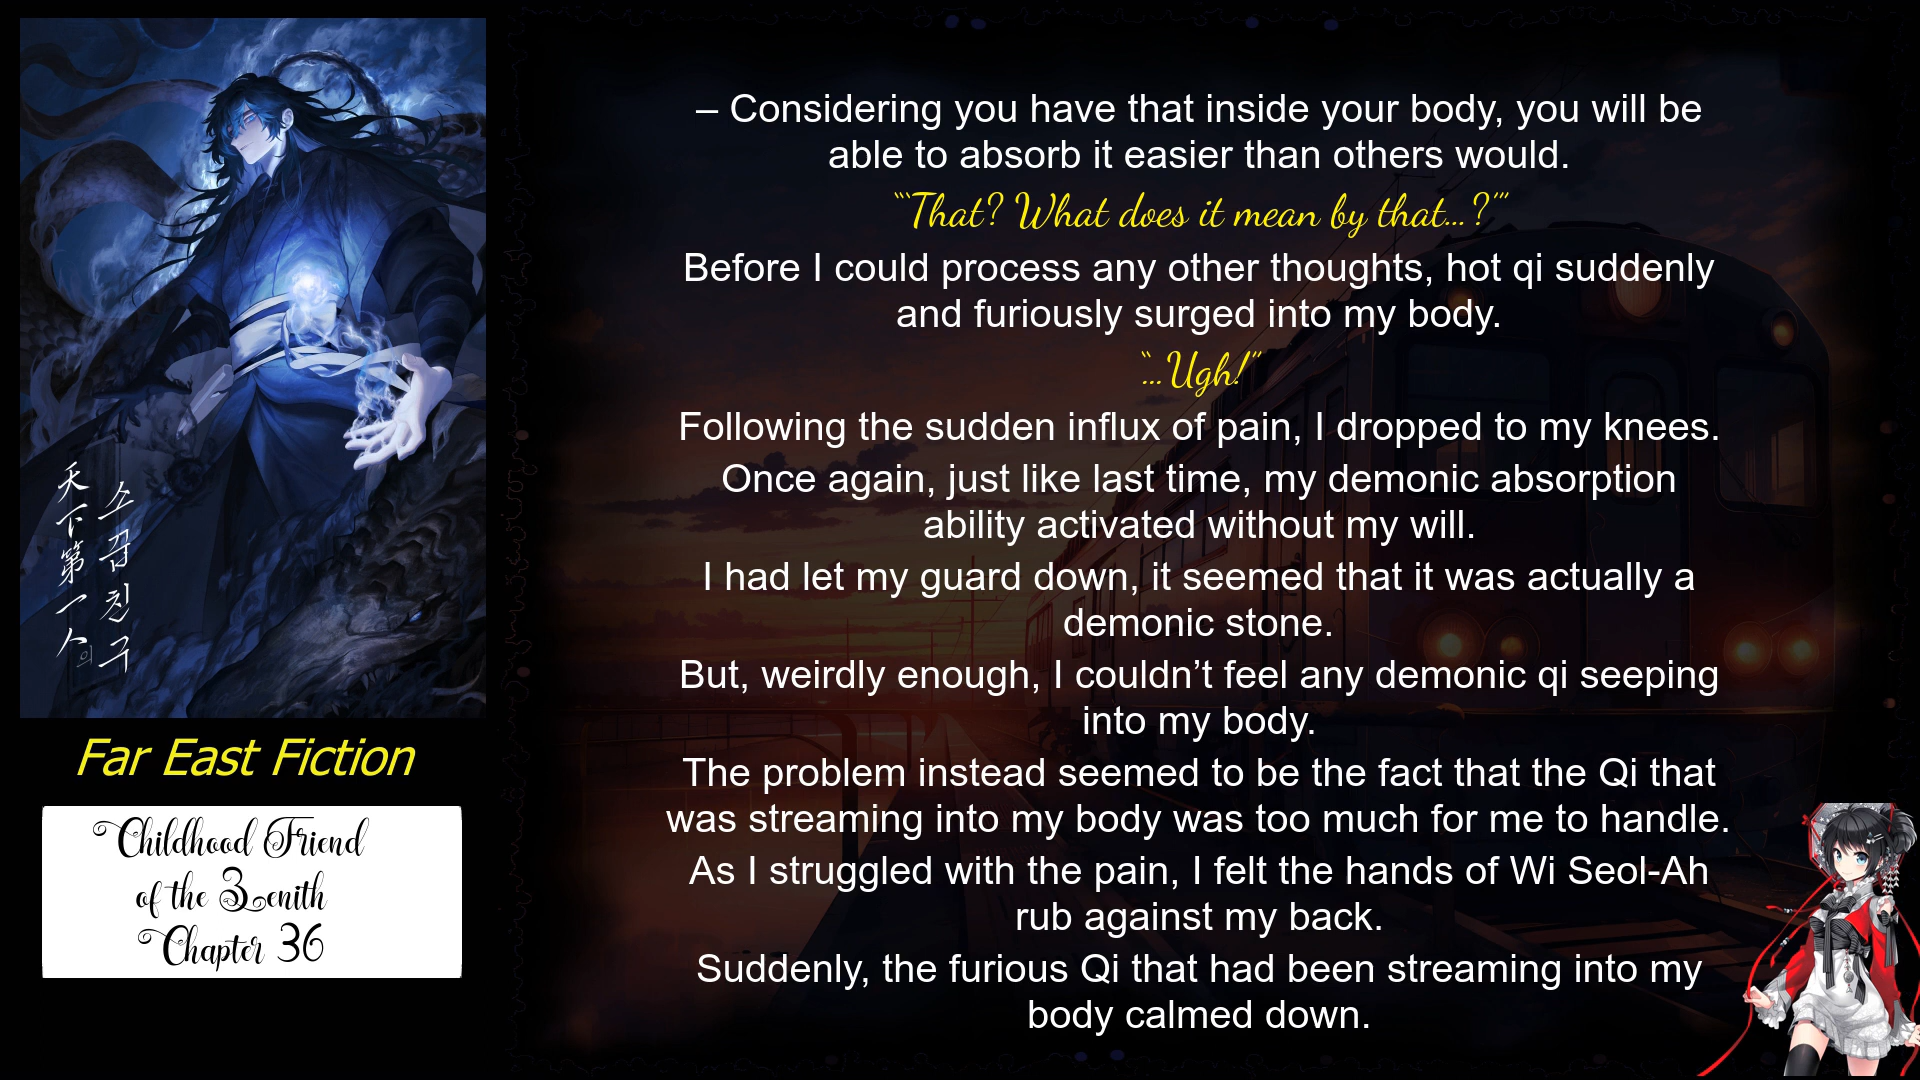 – Considering you have that inside your body, you will be
able to absorb it easier than others would.
“‘That? What does it mean by that…?’”
Before I could process any other thoughts, hot qi suddenly
and furiously surged into my body.
“…Ugh!”
Following the sudden influx of pain, I dropped to my knees.
Once again, just like last time, my demonic absorption
ability activated without my will.
I had let my guard down, it seemed that it was actually a
demonic stone.
But, weirdly enough, I couldn’t feel any demonic qi seeping
into my body.
The problem instead seemed to be the fact that the Qi that
was streaming into my body was too much for me to handle.
As I struggled with the pain, I felt the hands of Wi Seol-Ah
rub against my back.
Suddenly, the furious Qi that had been streaming into my
body calmed down.
天下第一人의
소꿉친구
Far East Fiction
Childhood Friend
of the Zenith
Chapter 36